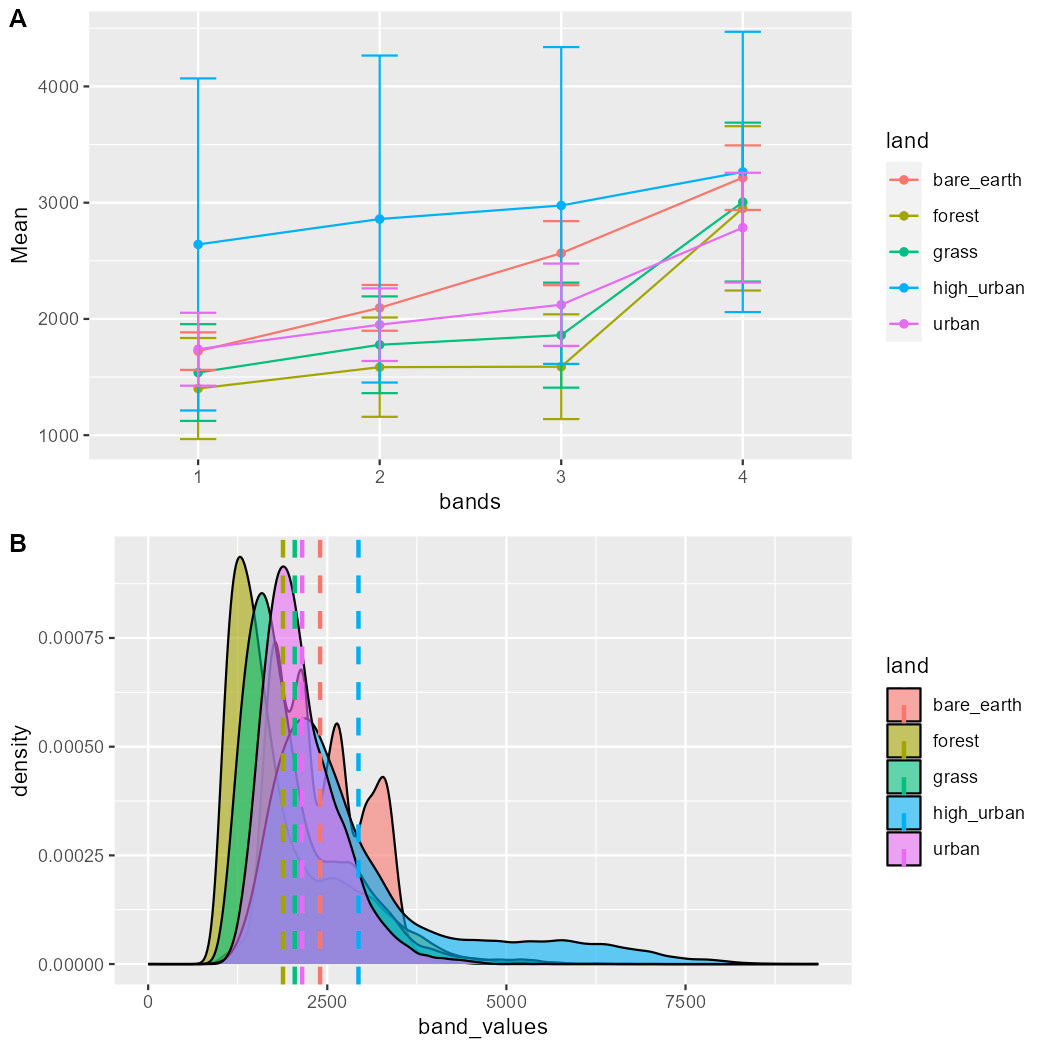 A
Mean
4000
3000
2000
1000
1 2 3 4
bands
land
bare_earth
forest
grass
high_urban
urban
B
density
0.00075
0.00050
0.00025
0.00000
0 2500 5000 7500
band_values
land
bare_earth
forest
grass
high_urban
urban